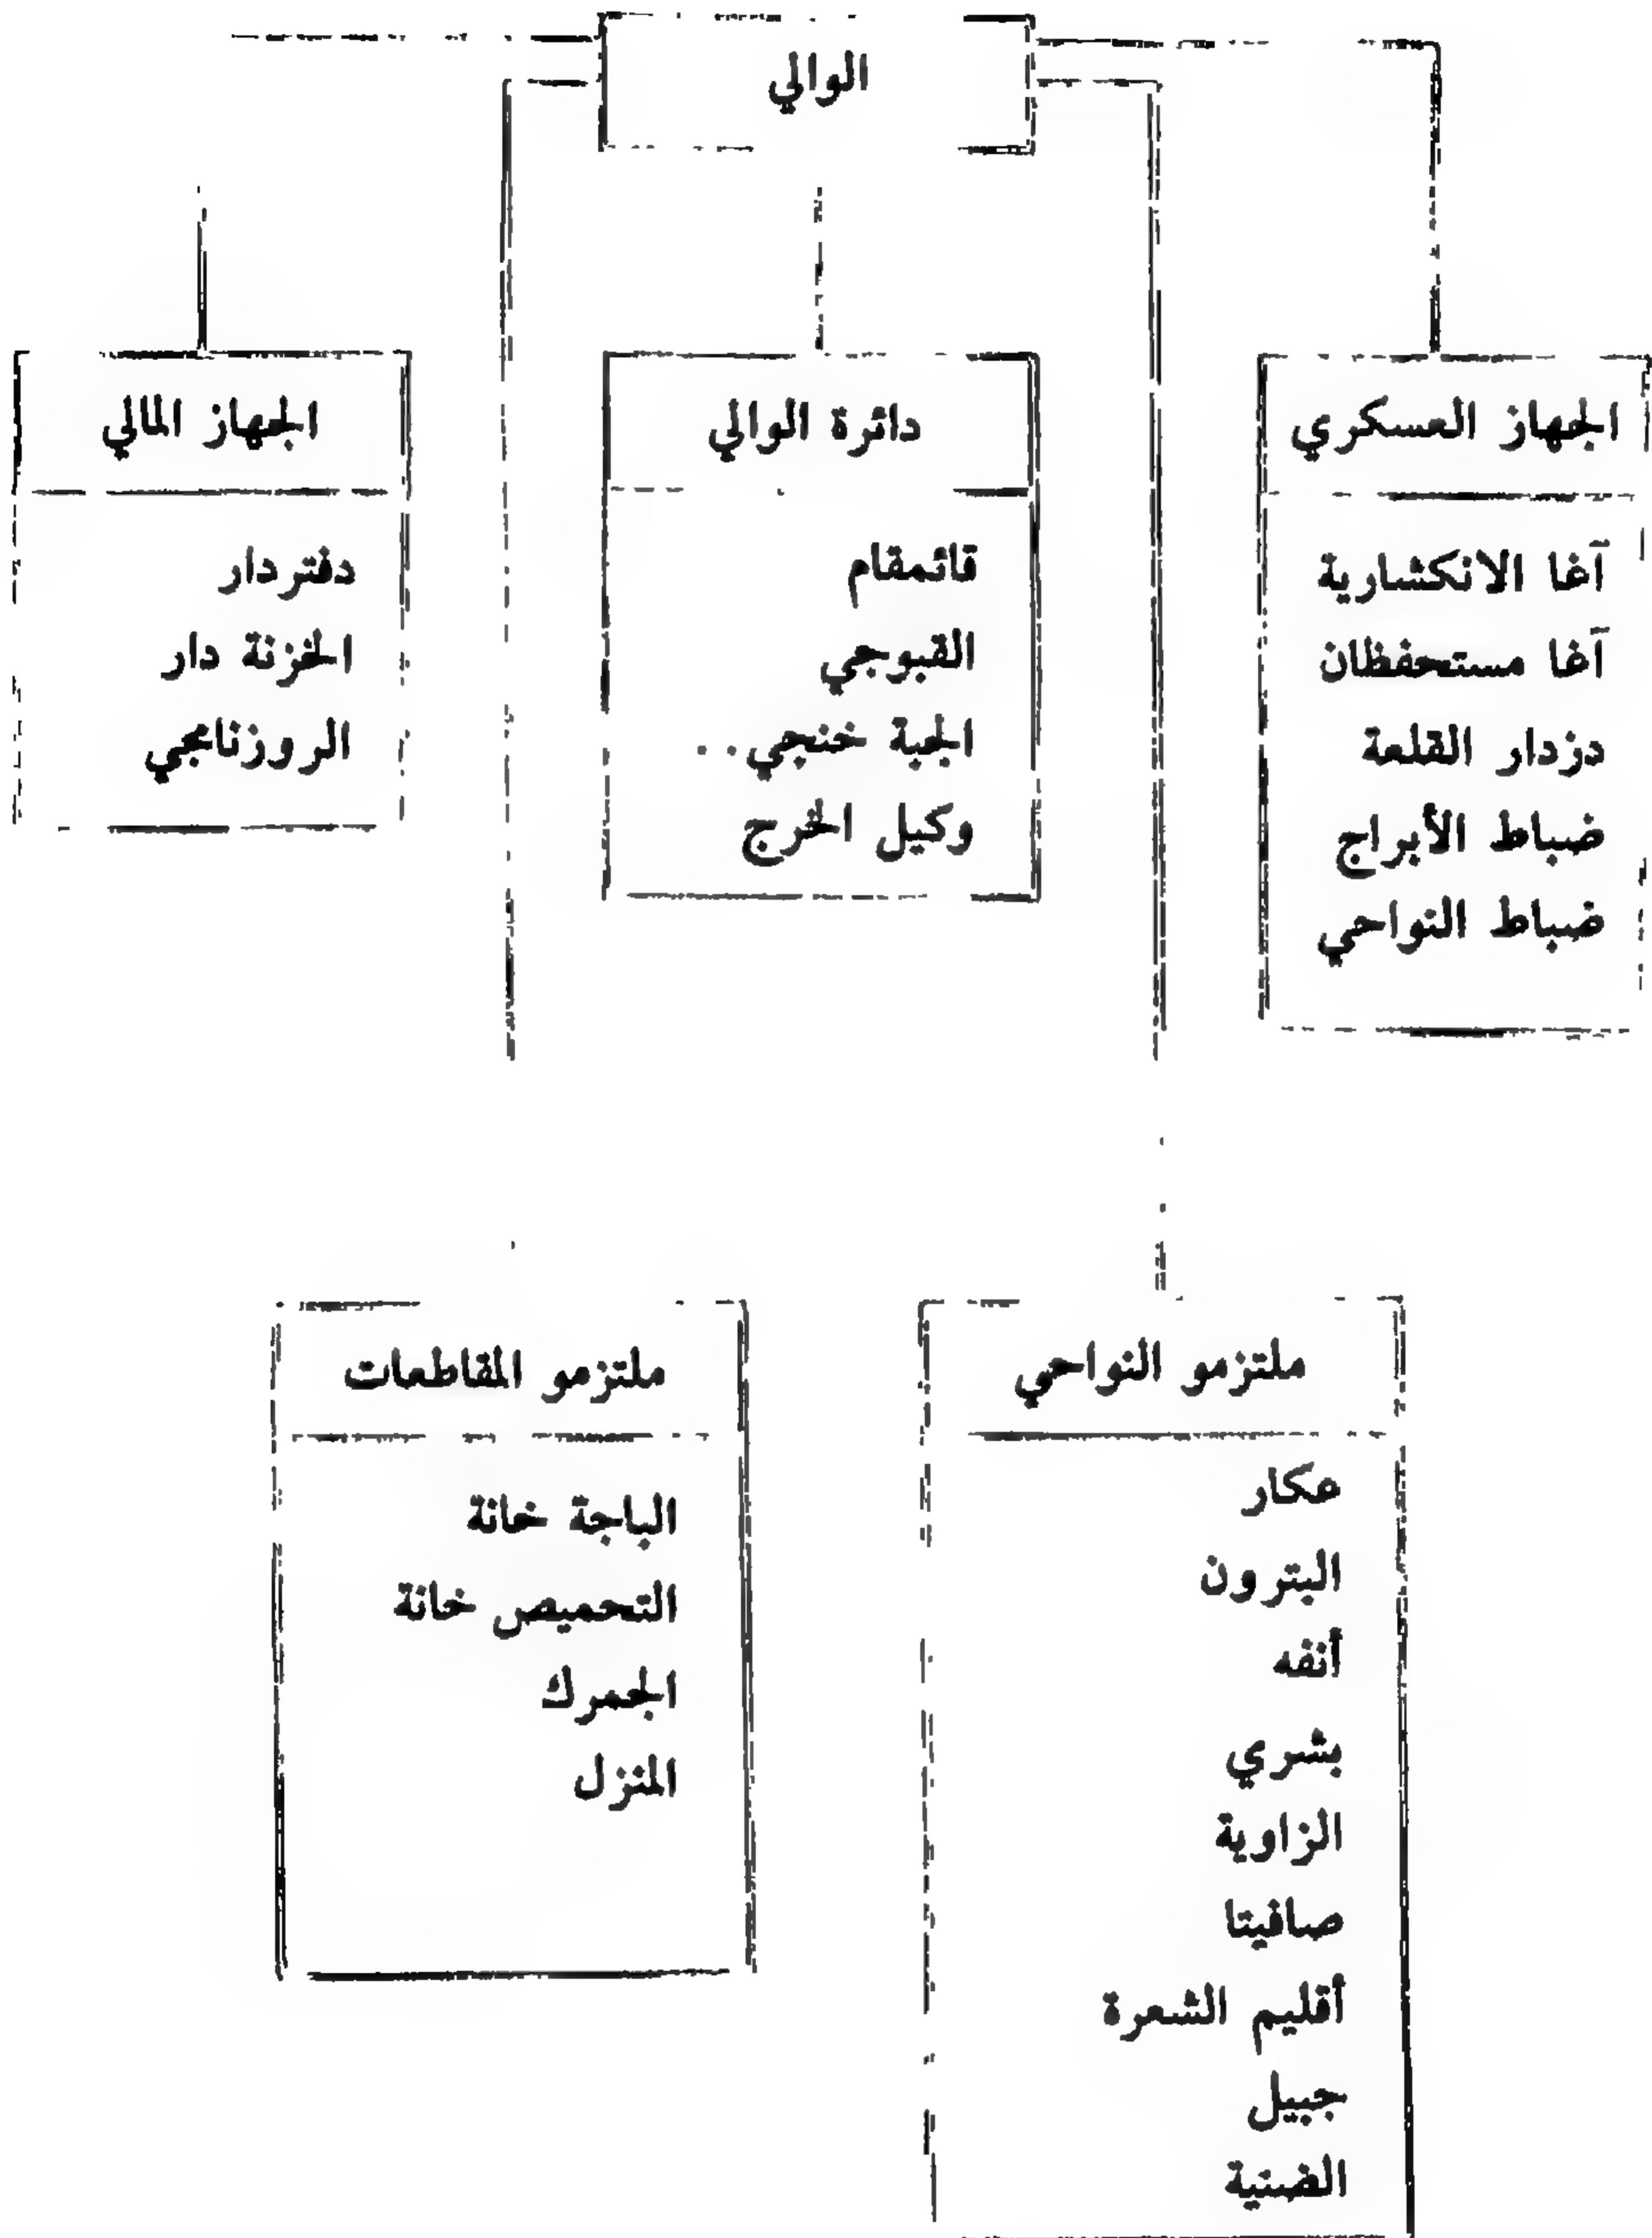 الوالي
الجهاز العسكري
آغا الانكشارية
آغا مستحفظان
دزدار القلعة
ضباط الأبراج
ضباط النواحي
دائرة الوالي
قائمقام
القبوجي
الجبة خنجي..
وكيل الخرج
الجهاز المالي
دفتردار
الخزنة دار
الروزنامجي
ملتزمو النواحي
عكار
البترون
أنفه
بشري
الزاوية
صافيتا
أقليم الشعرة
جبيل
الضنية
ملتزمو المقاطعات
الباجة خانة
التحميص خانة
الجمرك
المنزل